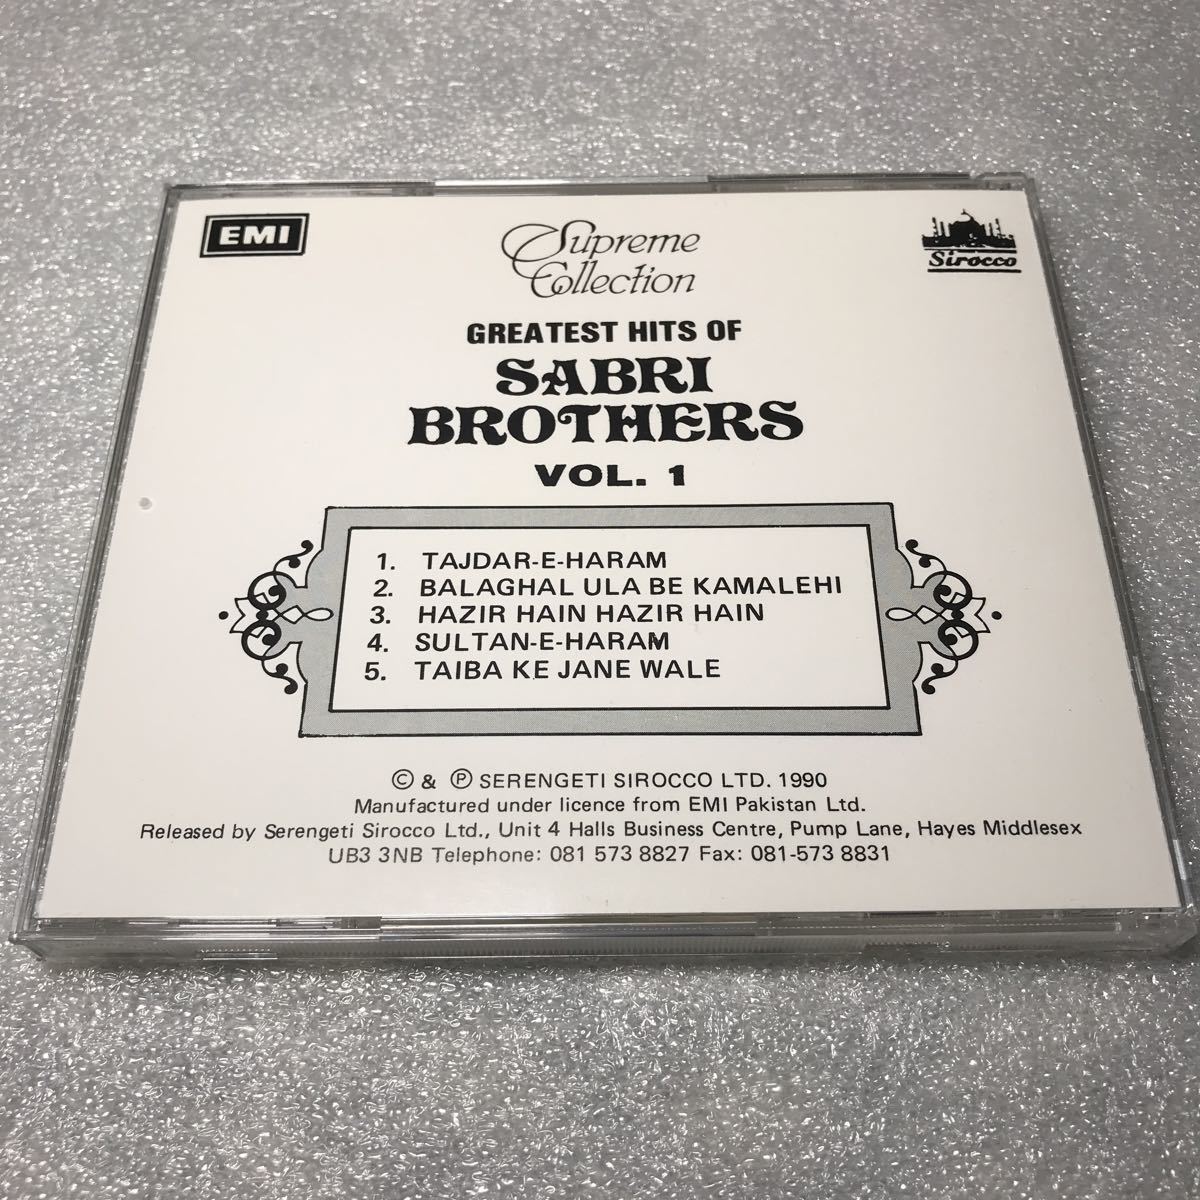 EMI
Supreme
Collection
Sirocco
GREATEST HITS OF
SABRI
BROTHERS
VOL. 1
1. TAJDAR-E-HARAM
2. BALAGHAL ULA BE KAMALEHI
3. HAZIR HAIN HAZIR HAIN
4. SULTAN-E-HARAM
5. TAIBA KE JANE WALE
© & ℗ SERENGETI SIROCCO LTD. 1990
Manufactured under licence from EMI Pakistan Ltd.
Released by Serengeti Sirocco Ltd., Unit 4 Halls Business Centre, Pump Lane, Hayes Middlesex
UB3 3NB Telephone: 081 573 8827 Fax: 081-573 8831